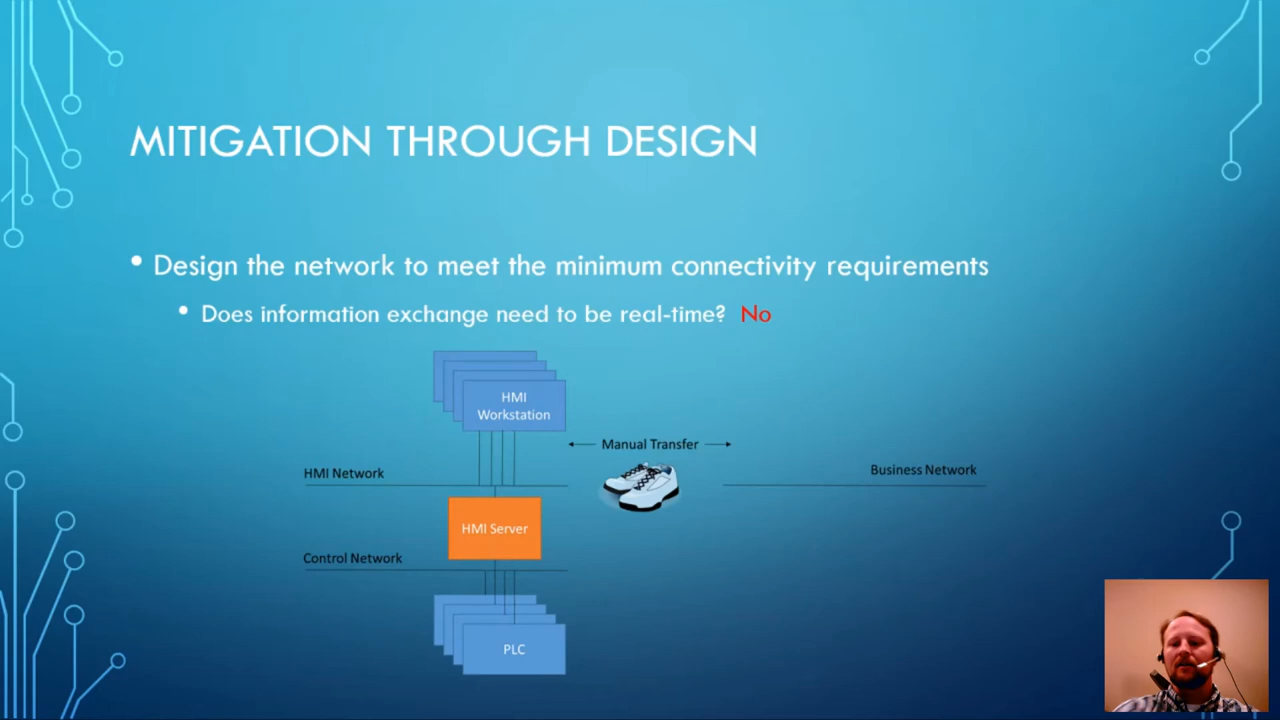 MITIGATION THROUGH DESIGN
• Design the network to meet the minimum connectivity requirements
• Does information exchange need to be real-time? No
HMI
Workstation
Manual Transfer
HMI Network
Business Network
HMI Server
Control Network
PLC